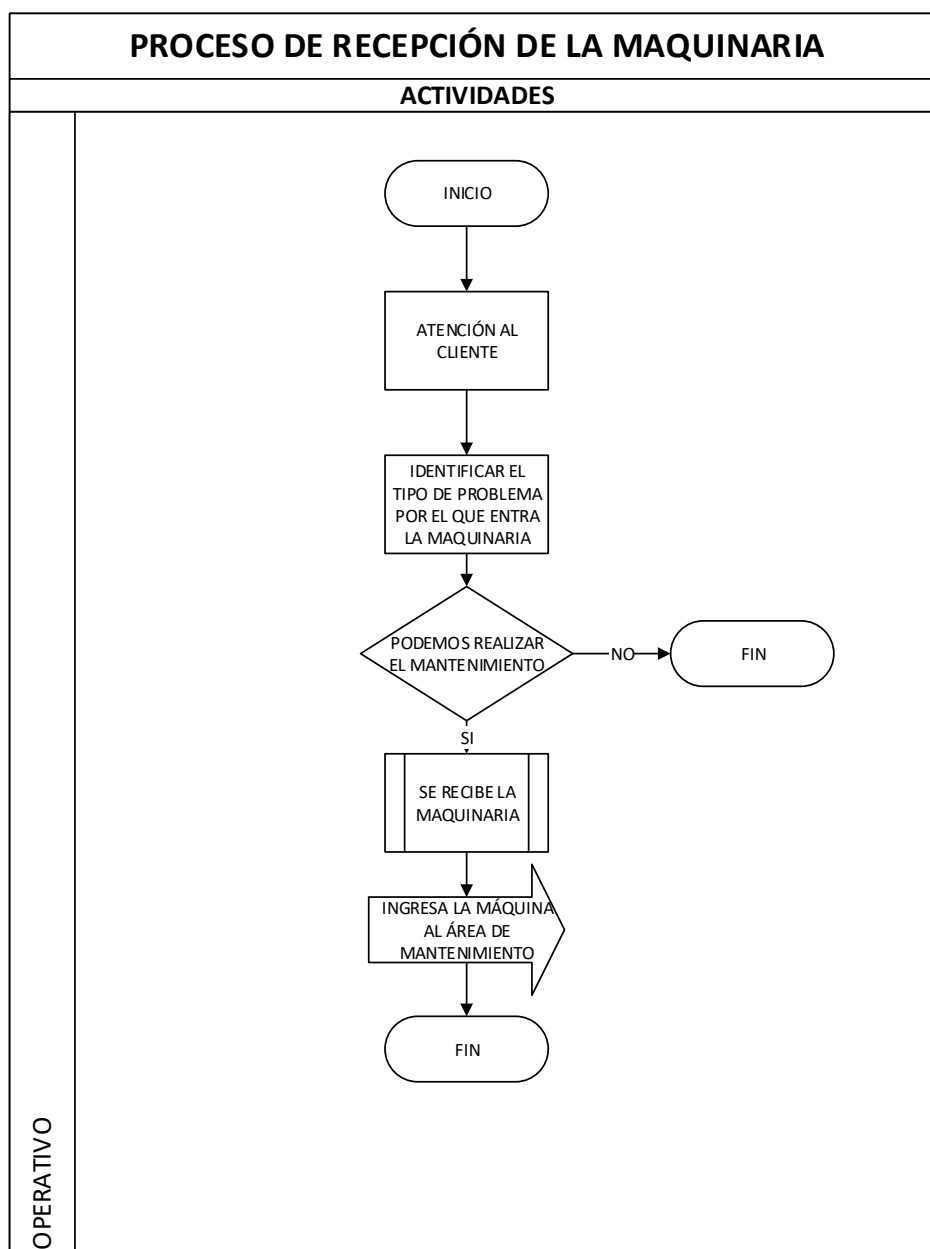 PROCESO DE RECEPCIÓN DE LA MAQUINARIA
ACTIVIDADES
INICIO
ATENCIÓN AL
CLIENTE
IDENTIFICAR EL
TIPO DE PROBLEMA
POR EL QUE ENTRA
LA MAQUINARIA
PODEMOS REALIZAR
EL MANTENIMIENTO
NO
FIN
SI
SE RECIBE LA
MAQUINARIA
INGRESA LA MÁQUINA
AL ÁREA DE
MANTENIMIENTO
FIN
OPERATIVO